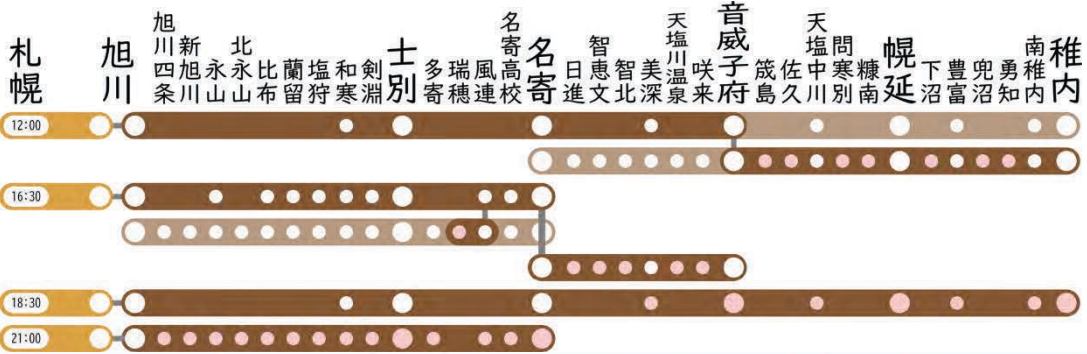 札幌
旭川
旭川四条
新旭川
永山
北永山
比布
蘭留
塩狩
和寒
剣淵
士別
多寄
瑞穂
風連
名寄高校
名寄
日進
智恵文
智北
美深
天塩川温泉
咲来
音威子府
筬島
佐久
天塩中川
問寒別
糠南
幌延
下沼
豊富
兜沼
勇知
南稚内
稚内
12:00
16:30
18:30
21:00